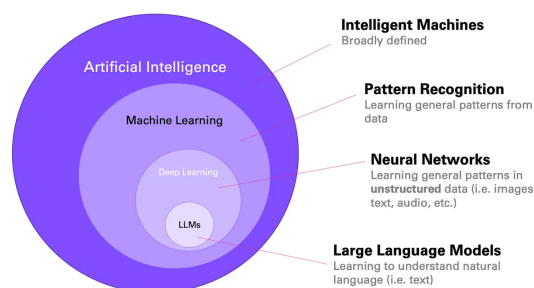 Intelligent Machines
Broadly defined
Artificial Intelligence
Pattern Recognition
Learning general patterns from
data
Machine Learning
Neural Networks
Learning general patterns in
unstructured data (i.e. images
text, audio, etc.)
Deep Learning
LLMs
Large Language Models
Learning to understand natural
language (i.e. text)